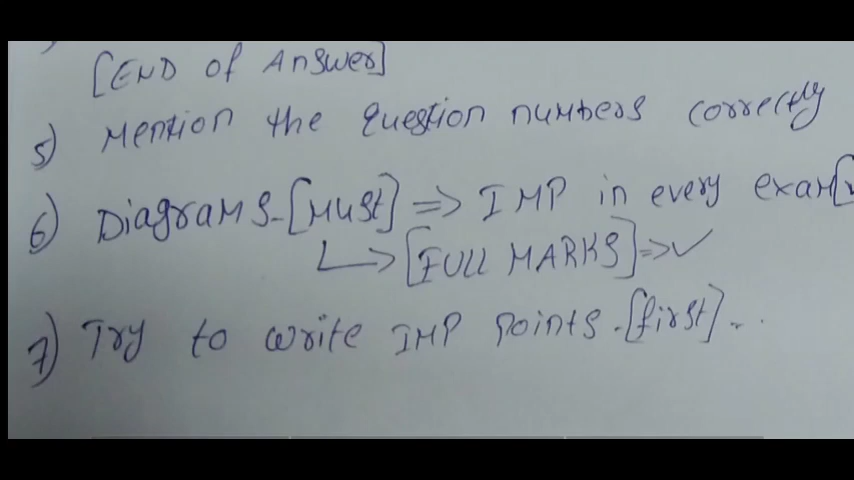 [END of Answer]
5) Mention the Question numbers correctly
6) Diagrams-[Must] => IMP in every exam[
↳ [FULL MARKS] => ✓
7) Try to write IMP Points.[first]...